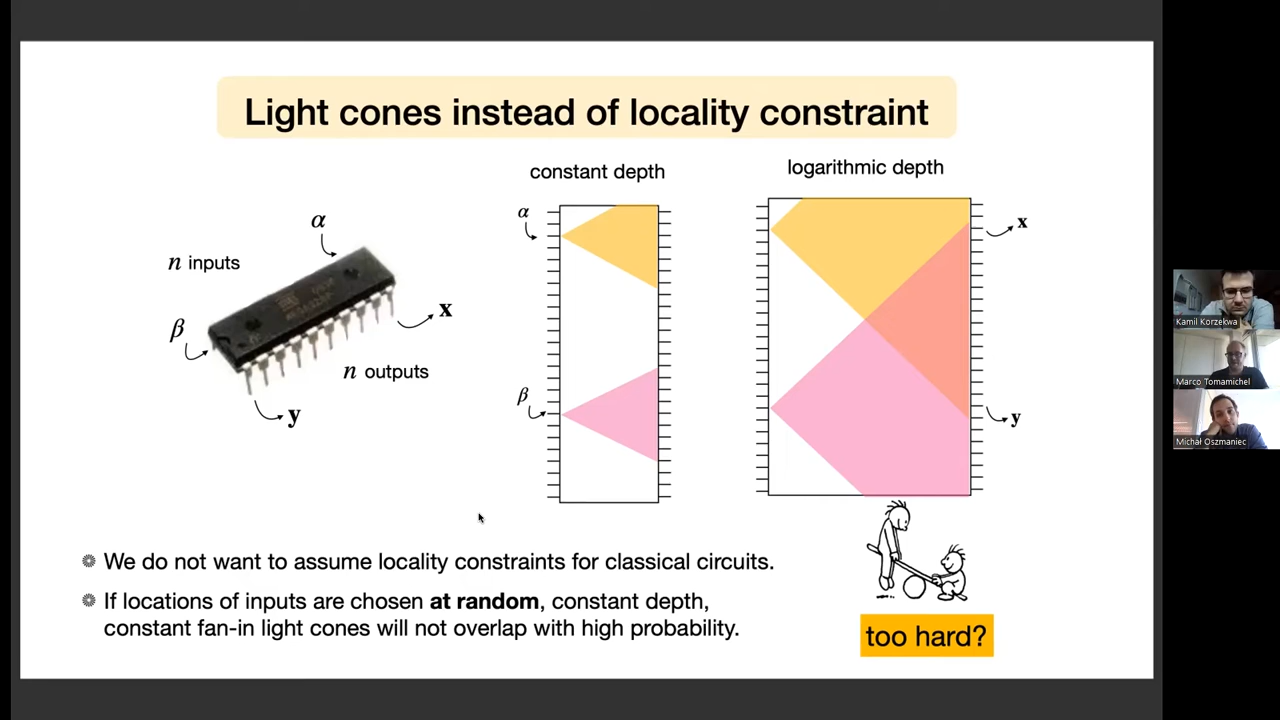 Light cones instead of locality constraint
constant depth
logarithmic depth
α
n inputs
β
x
n outputs
y
α
β
x
y
We do not want to assume locality constraints for classical circuits.
If locations of inputs are chosen at random, constant depth,
constant fan-in light cones will not overlap with high probability.
too hard?
Kamil Korzekwa
Marco Tomamichel
Michał Oszmaniec